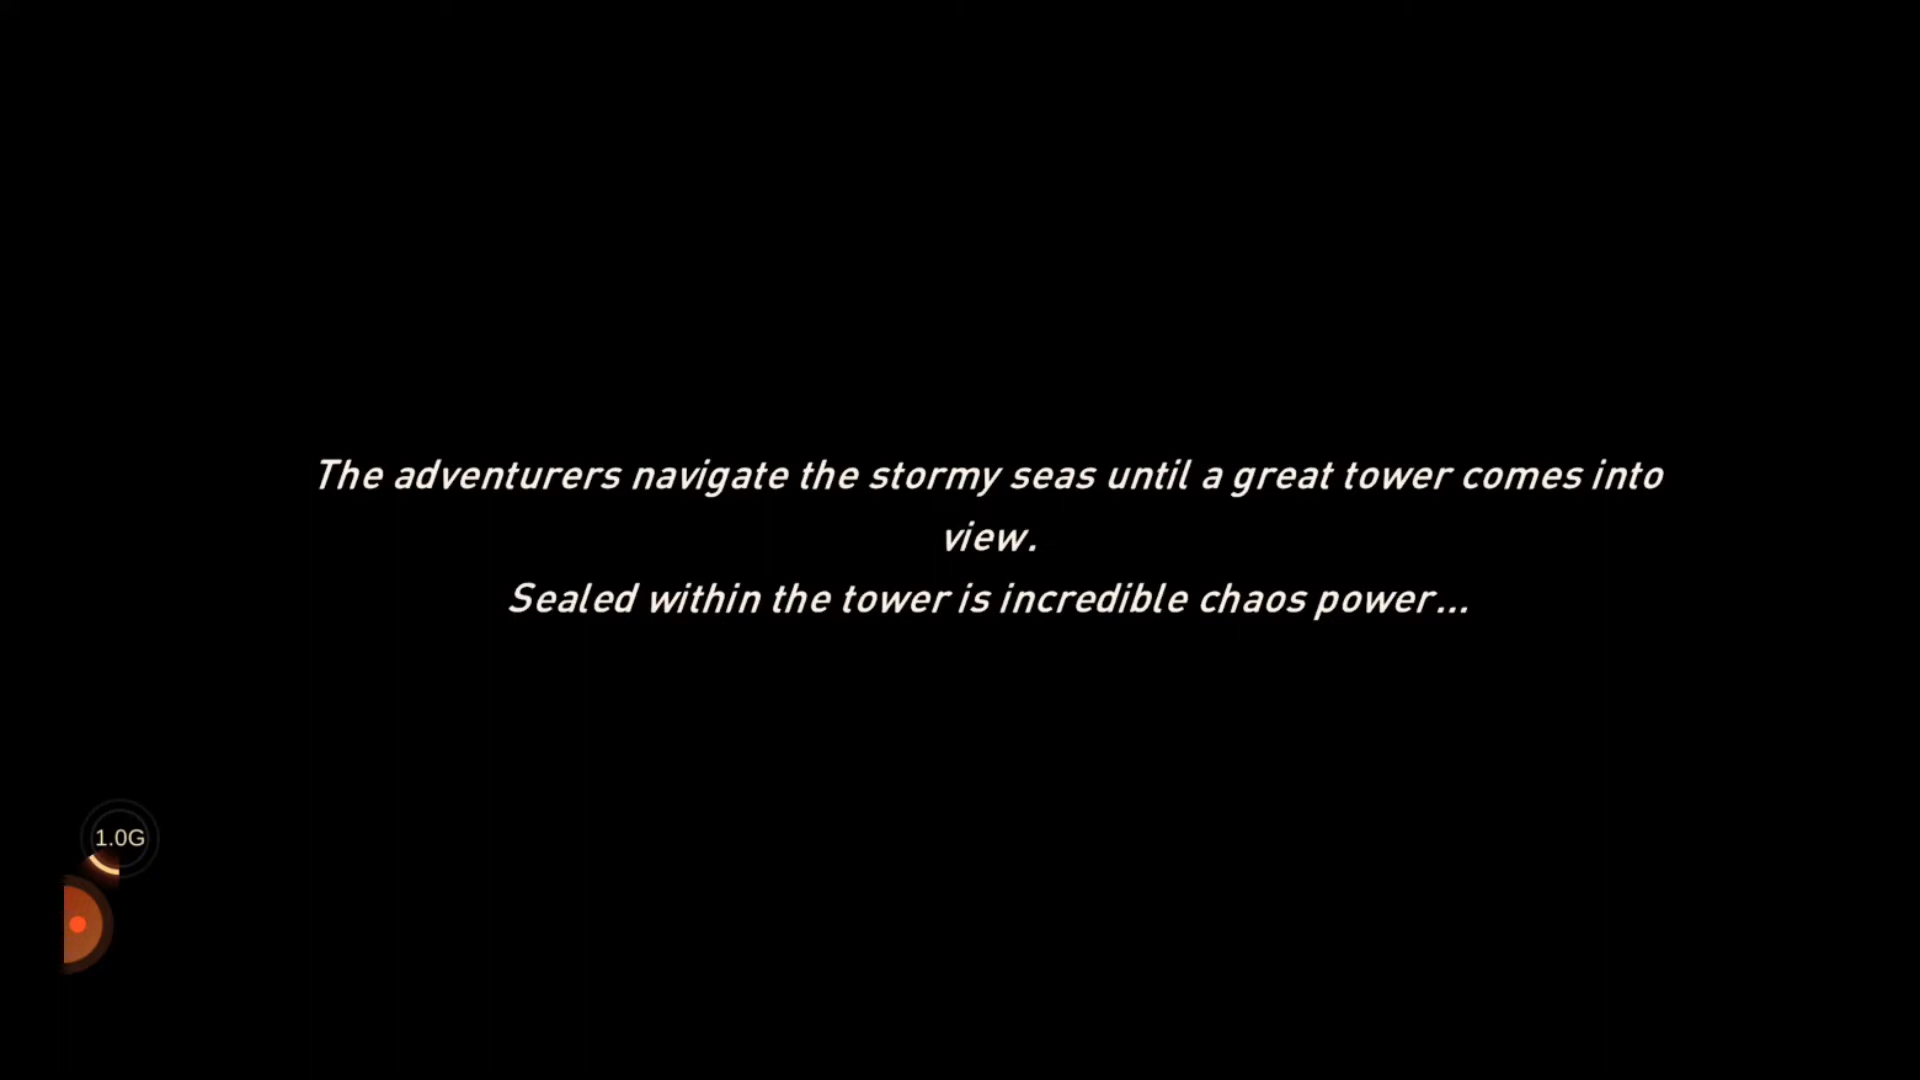 The adventurers navigate the stormy seas until a great tower comes into
view.
Sealed within the tower is incredible chaos power...
1.0G